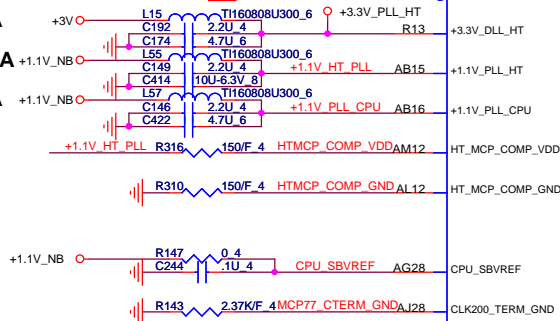 L15 TI160808U300_6 +3.3V_PLL_HT
+3V
C192 2.2U_4 R13 +3.3V_DLL_HT
C174 4.7U_6
A
L55 TI160808U300_6
+1.1V_NB
C149 2.2U_4 +1.1V_HT_PLL AB15 +1.1V_PLL_HT
C414 10U-6.3V_8
L57 TI160808U300_6
+1.1V_NB
C146 2.2U_4 +1.1V_PLL_CPU AB16 +1.1V_PLL_CPU
C422 4.7U_6
+1.1V_HT_PLL R316 150/F_4 HTMCP_COMP_VDD AM12 HT_MCP_COMP_VDD
R310 150/F_4 HTMCP_COMP_GND AL12 HT_MCP_COMP_GND
R147 0_4
+1.1V_NB
C244 .1U_4 CPU_SBVREF AG28 CPU_SBVREF
R143 2.37K/F_4 MCP77_CTERM_GND AJ28 CLK200_TERM_GND